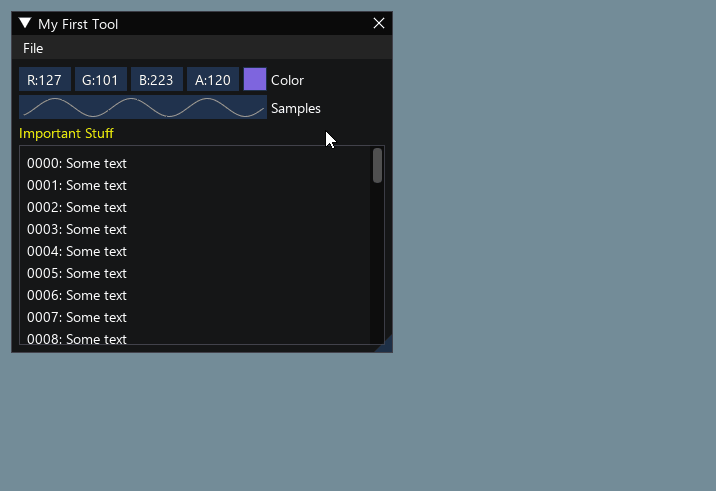 My First Tool
File
R:127 G:101 B:223 A:120 Color
Samples
Important Stuff
0000: Some text
0001: Some text
0002: Some text
0003: Some text
0004: Some text
0005: Some text
0006: Some text
0007: Some text
0008: Some text